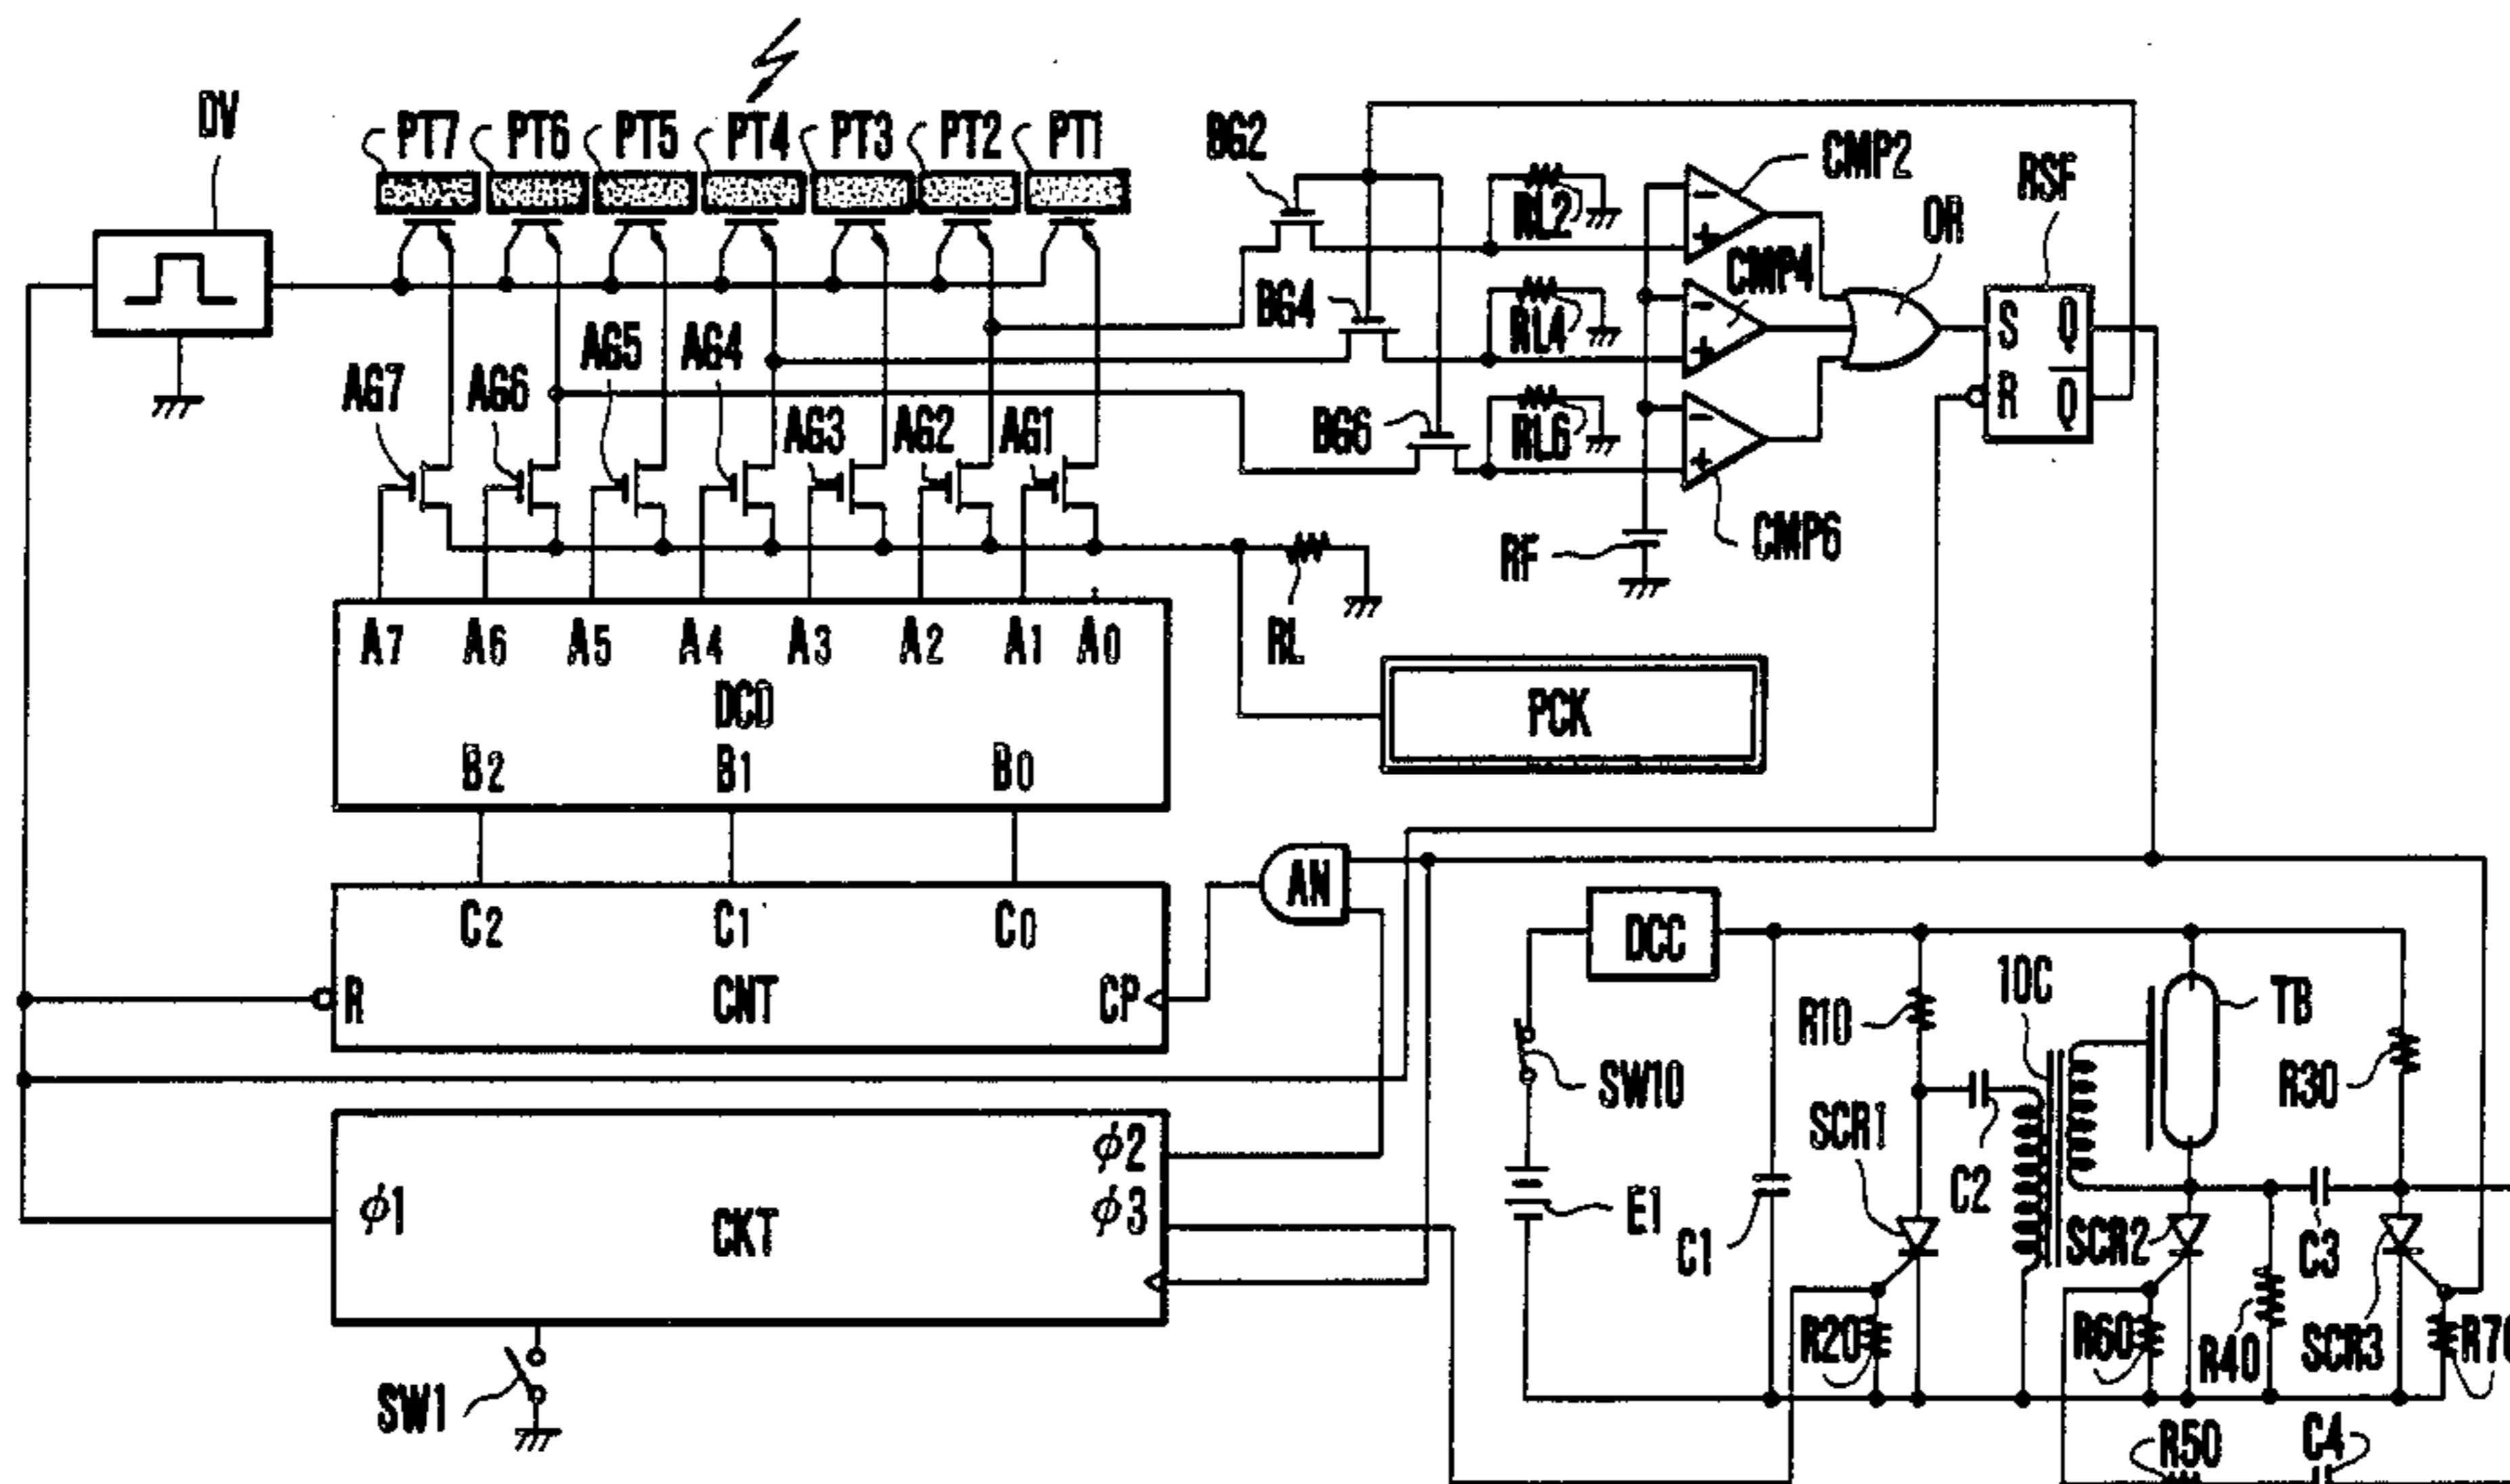 DV
PT7 PT6 PT5 PT4 PT3 PT2 PT1
BG2
CMP2
RSF
OR
RL2
CMP4
BG4
RL4
S Q
R Q
AG7 AG6 AG5 AG4 AG3 AG2 AG1
BG6
RL6
CMP6
RF
RL
A7 A6 A5 A4 A3 A2 A1 A0
DCD
B2 B1 B0
PCK
AN
C2 C1 C0
R CNT CP
DCC
R10
10C
TB
R30
SW10
SCR1
C2
φ2
φ1 CKT φ3
E1
C1
SCR2
C3
R20
R60
R40
SCR3
SW1
R50
C4